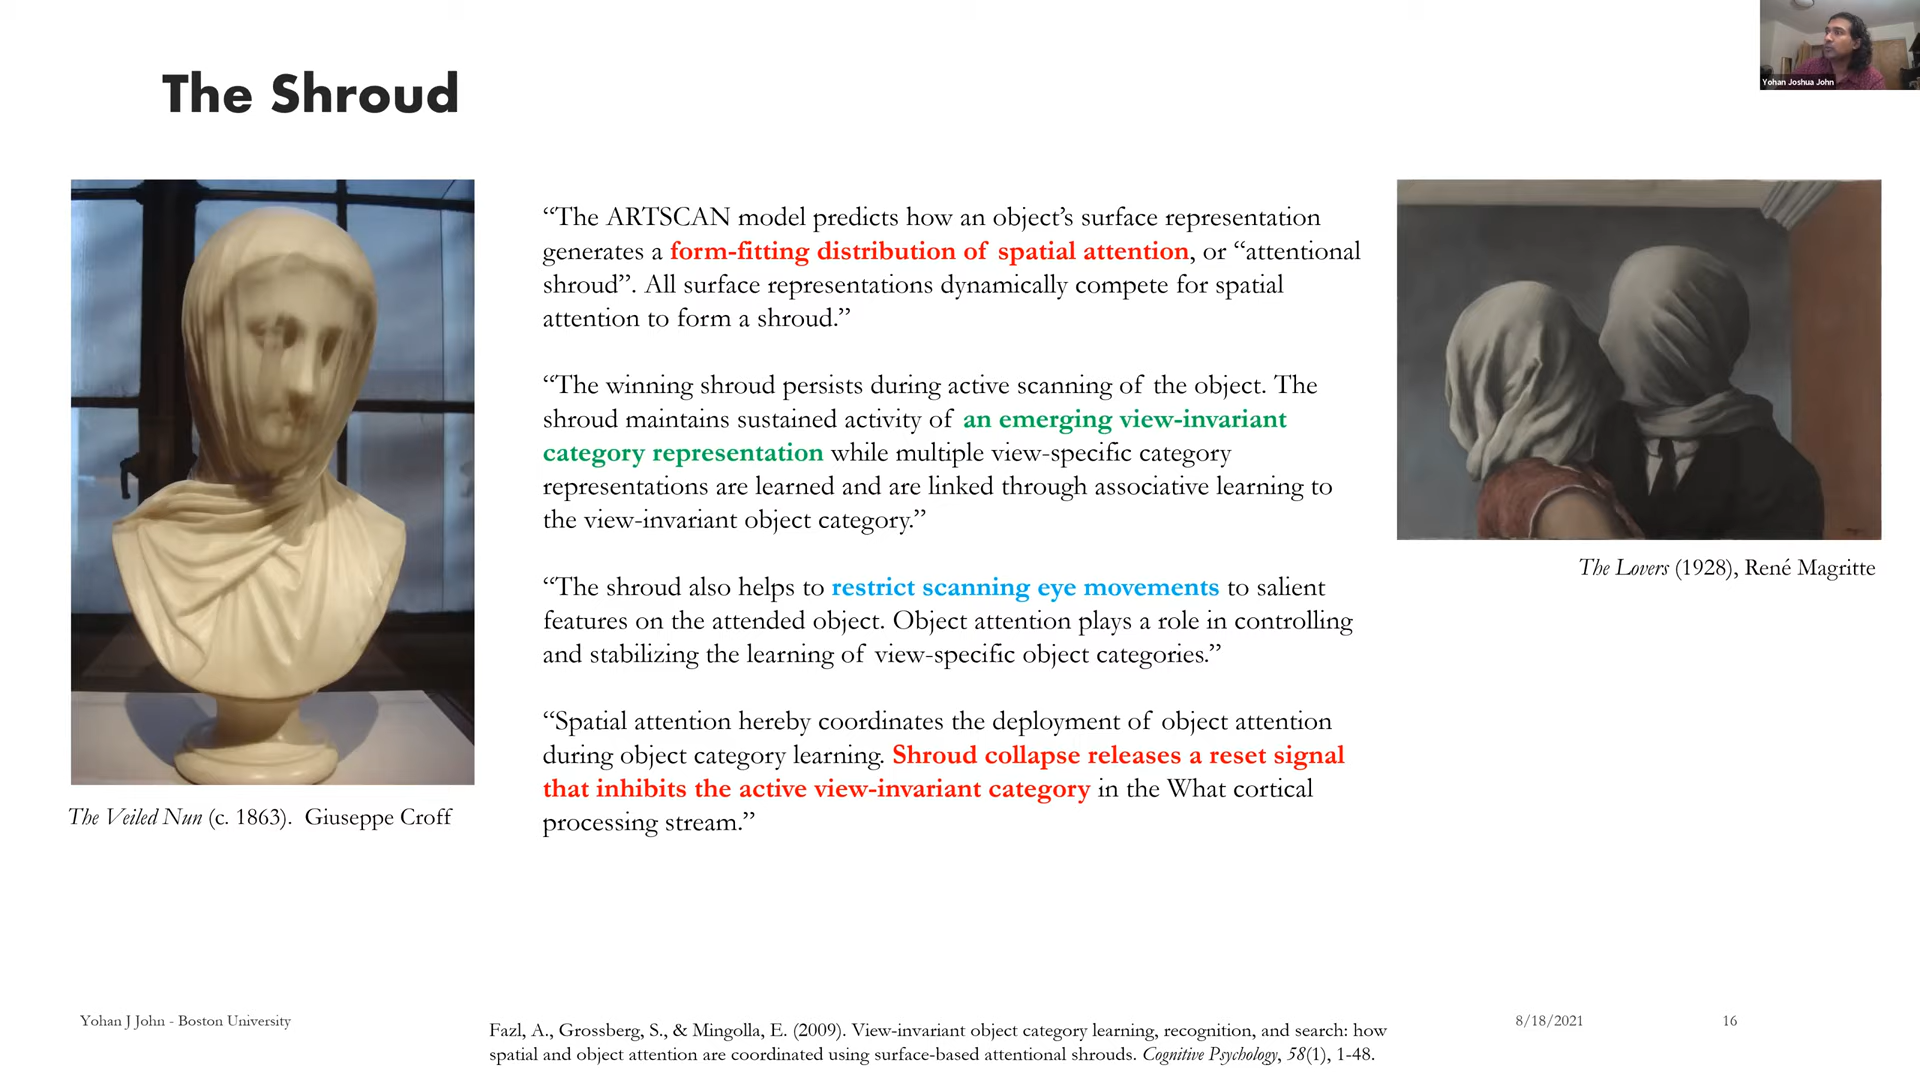 The Shroud
Yohan Joshua John
“The ARTSCAN model predicts how an object’s surface representation
generates a form-fitting distribution of spatial attention, or “attentional
shroud”. All surface representations dynamically compete for spatial
attention to form a shroud.”
“The winning shroud persists during active scanning of the object. The
shroud maintains sustained activity of an emerging view-invariant
category representation while multiple view-specific category
representations are learned and are linked through associative learning to
the view-invariant object category.”
“The shroud also helps to restrict scanning eye movements to salient
features on the attended object. Object attention plays a role in controlling
and stabilizing the learning of view-specific object categories.”
“Spatial attention hereby coordinates the deployment of object attention
during object category learning. Shroud collapse releases a reset signal
that inhibits the active view-invariant category in the What cortical
processing stream.”
The Lovers (1928), René Magritte
The Veiled Nun (c. 1863). Giuseppe Croff
Yohan J John - Boston University
Fazl, A., Grossberg, S., & Mingolla, E. (2009). View-invariant object category learning, recognition, and search: how
spatial and object attention are coordinated using surface-based attentional shrouds. Cognitive Psychology, 58(1), 1-48.
8/18/2021
16